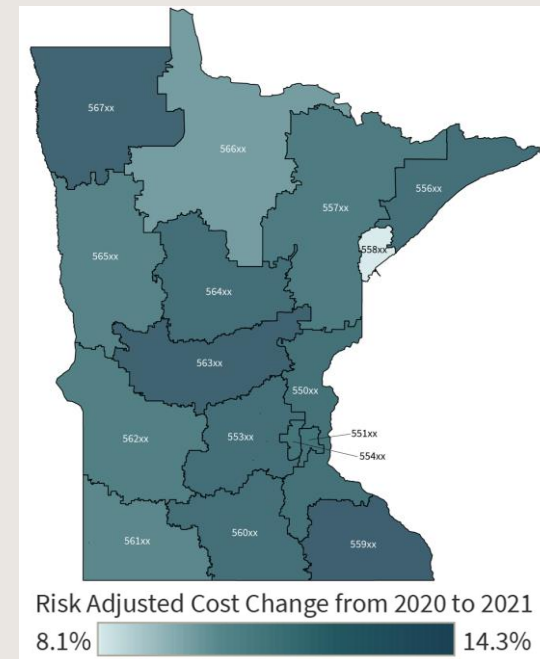 567xx
566xx
556xx
557xx
558xx
565xx
564xx
563xx
550xx
551xx
562xx
553xx
554xx
561xx
560xx
559xx
Risk Adjusted Cost Change from 2020 to 2021
8.1% 14.3%